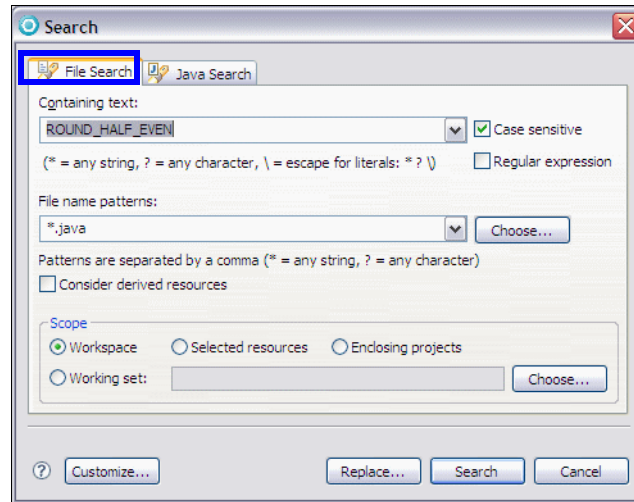 Search
File Search Java Search
Containing text:
ROUND_HALF_EVEN Case sensitive
(* = any string, ? = any character, \ = escape for literals: * ? \) Regular expression
File name patterns:
*.java Choose...
Patterns are separated by a comma (* = any string, ? = any character)
Consider derived resources
Scope
Workspace Selected resources Enclosing projects
Working set: Choose...
? Customize... Replace... Search Cancel